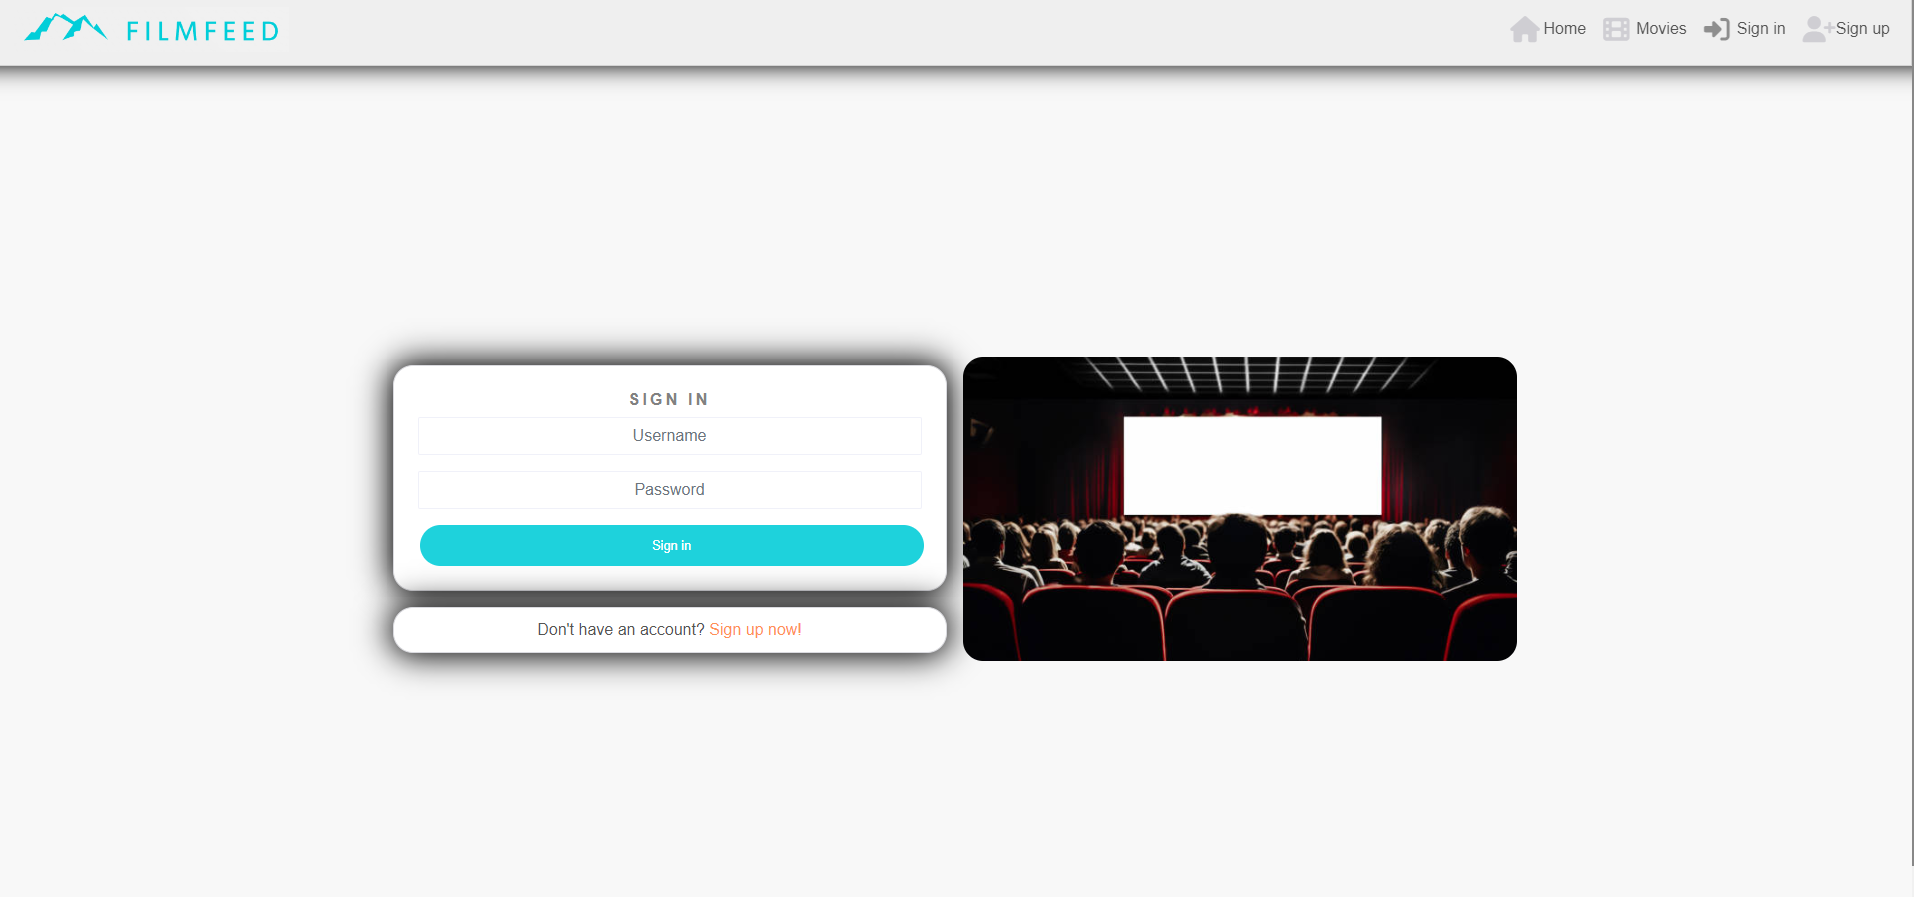 FILMFEED
Home Movies Sign in Sign up
SIGN IN
Username
Password
Sign in
Don't have an account? Sign up now!